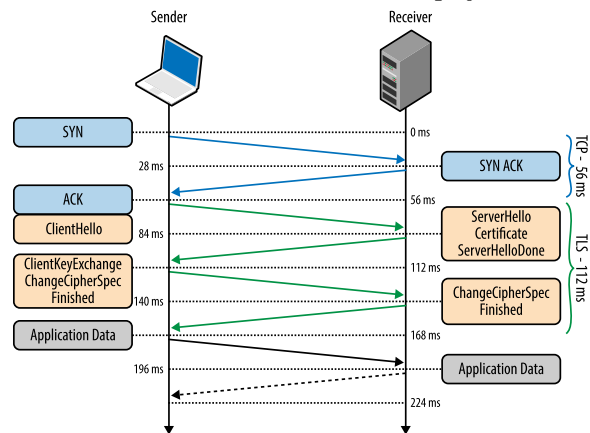 Sender
Receiver
SYN
0 ms
28 ms
SYN ACK
TCP - 56 ms
ACK
56 ms
ClientHello
84 ms
ServerHello
Certificate
ServerHelloDone
TLS - 112 ms
ClientKeyExchange
ChangeCipherSpec
Finished
112 ms
140 ms
ChangeCipherSpec
Finished
Application Data
168 ms
196 ms
Application Data
224 ms